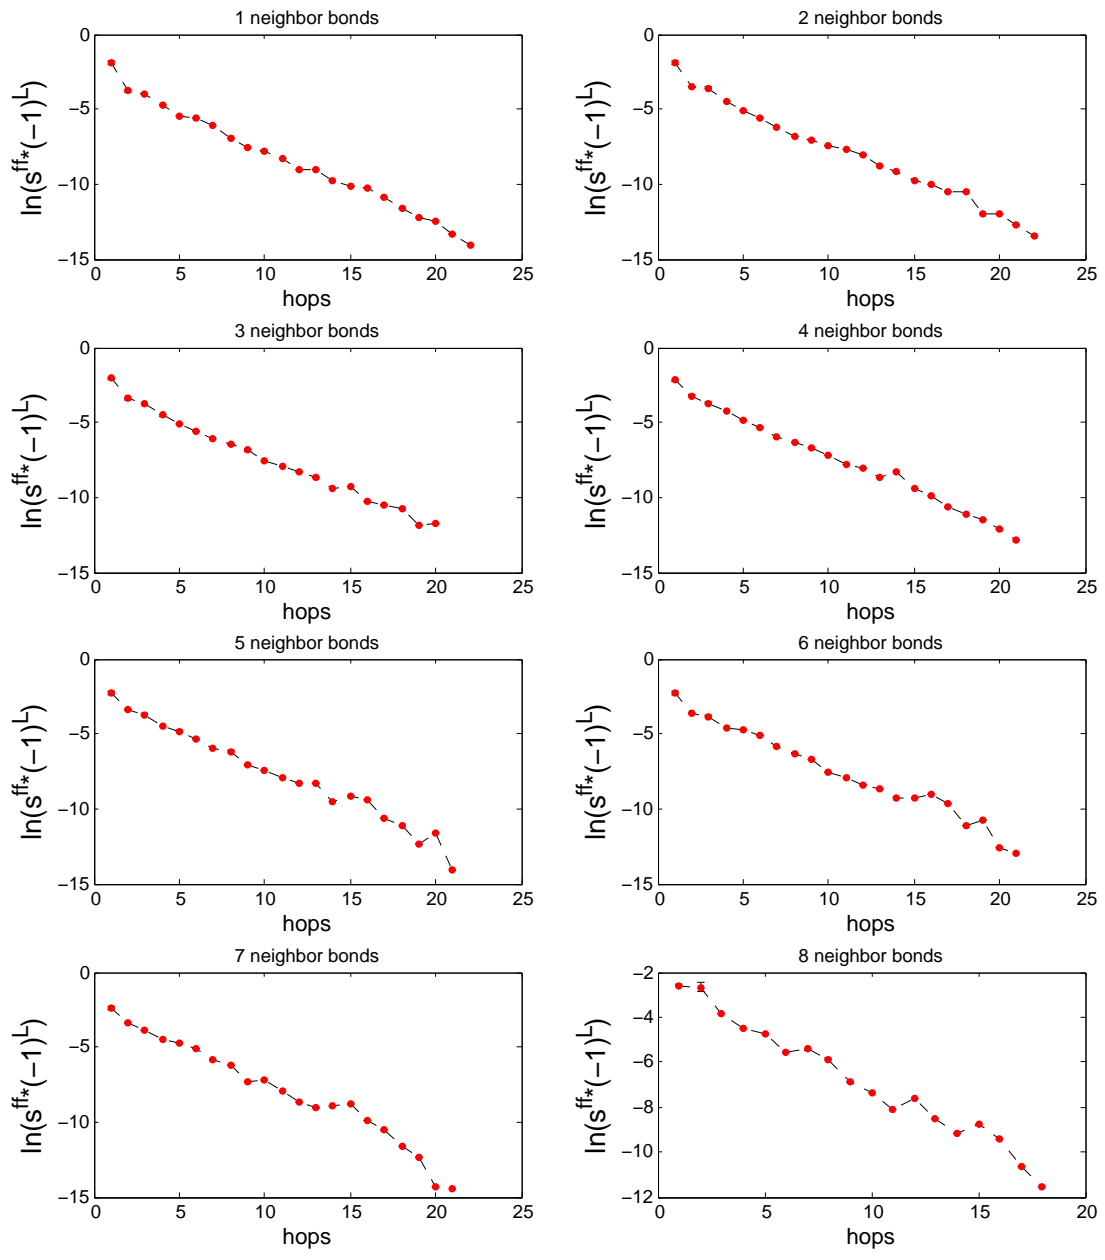 1 neighbor bonds
0
−5
−10
−15
0 5 10 15 20 25
hops
ln(s^ff*(−1)^L)
2 neighbor bonds
0
−5
−10
−15
0 5 10 15 20 25
hops
ln(s^ff*(−1)^L)
3 neighbor bonds
0
−5
−10
−15
0 5 10 15 20 25
hops
ln(s^ff*(−1)^L)
4 neighbor bonds
0
−5
−10
−15
0 5 10 15 20 25
hops
ln(s^ff*(−1)^L)
5 neighbor bonds
0
−5
−10
−15
0 5 10 15 20 25
hops
ln(s^ff*(−1)^L)
6 neighbor bonds
0
−5
−10
−15
0 5 10 15 20 25
hops
ln(s^ff*(−1)^L)
7 neighbor bonds
0
−5
−10
−15
0 5 10 15 20 25
hops
ln(s^ff*(−1)^L)
8 neighbor bonds
−2
−4
−6
−8
−10
−12
0 5 10 15 20
hops
ln(s^ff*(−1)^L)